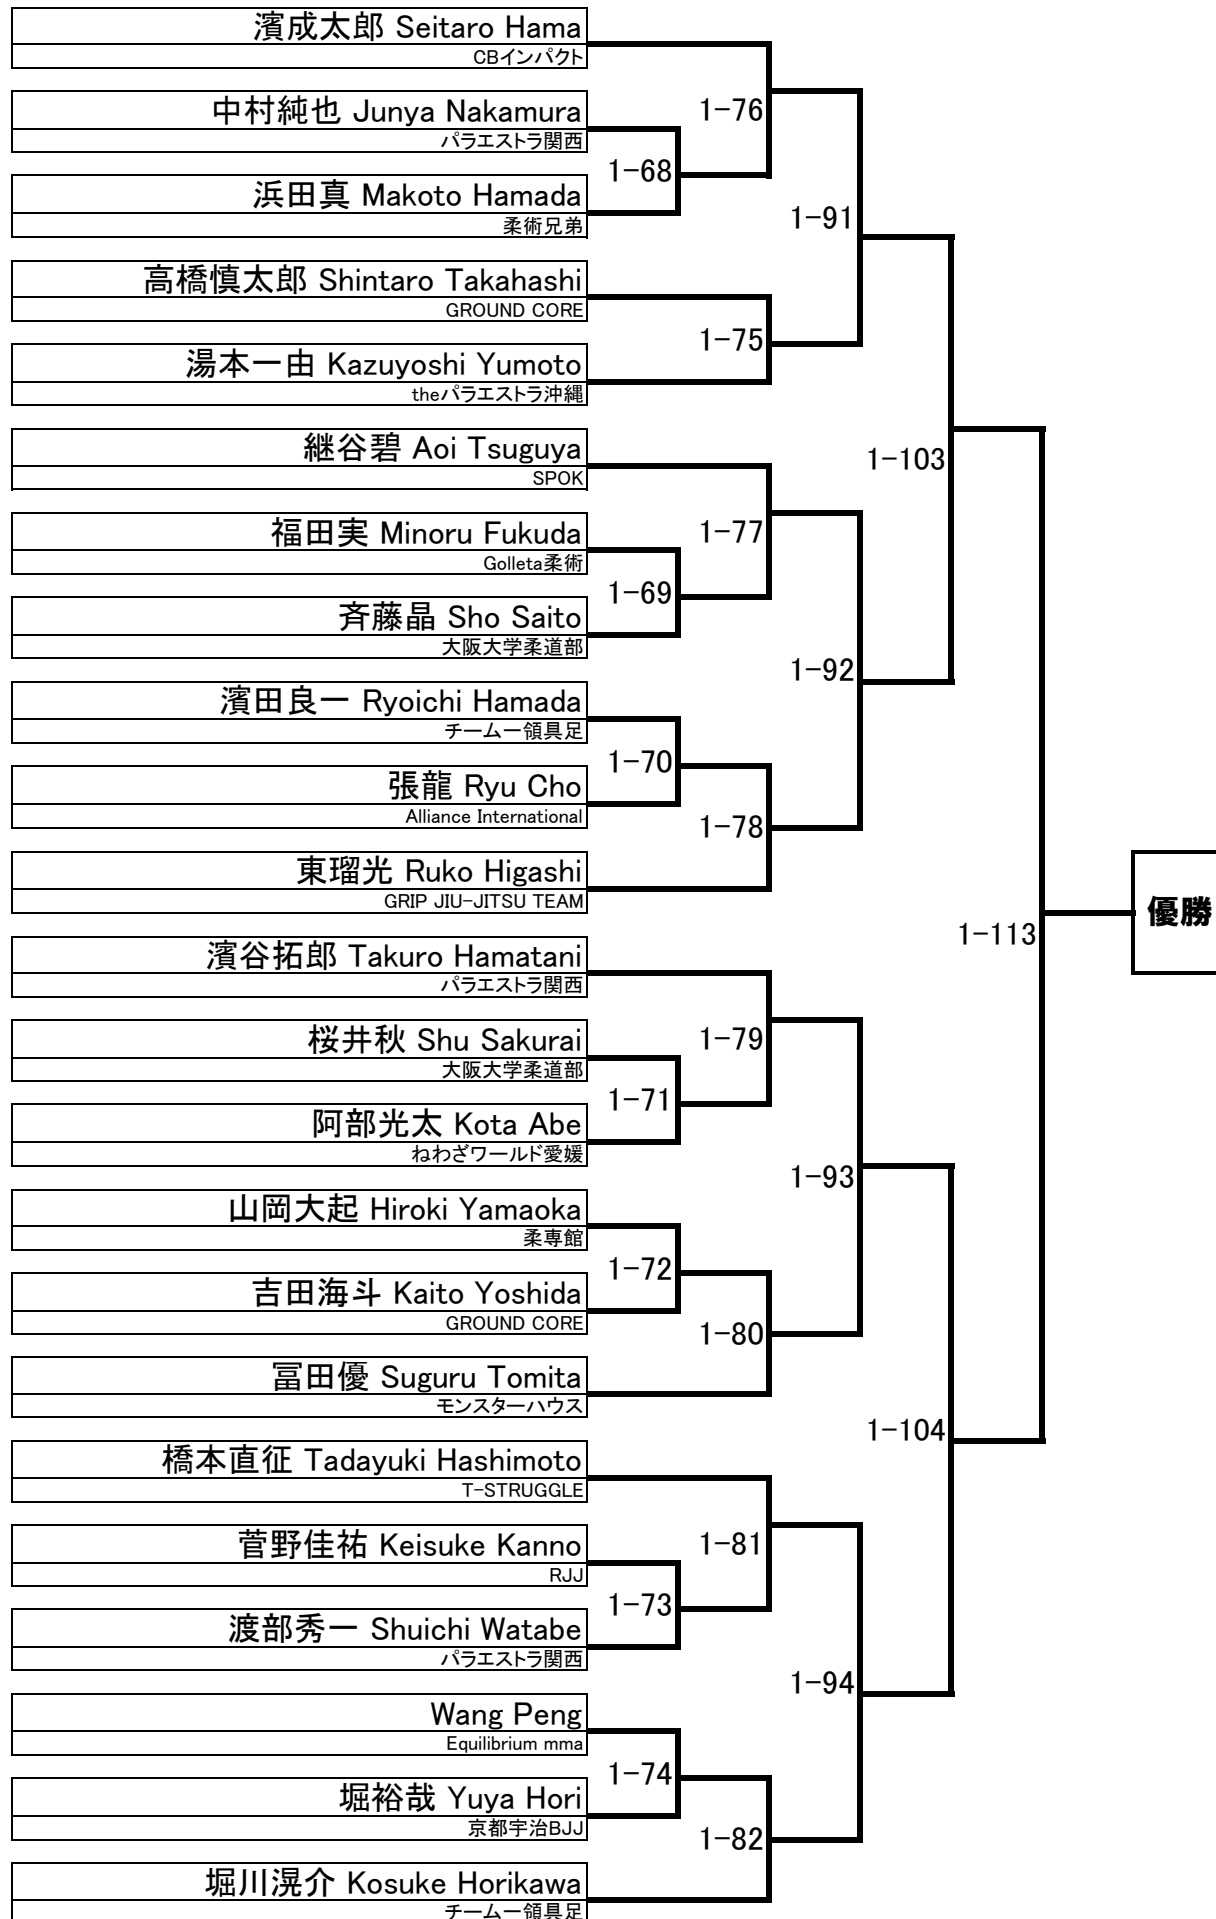 濱成太郎 Seitaro Hama
CBインパクト
1-76
中村純也 Junya Nakamura
パラエストラ関西
1-68
浜田真 Makoto Hamada
柔術兄弟
1-91
高橋慎太郎 Shintaro Takahashi
GROUND CORE
1-75
湯本一由 Kazuyoshi Yumoto
theパラエストラ沖縄
継谷碧 Aoi Tsuguya
SPOK
1-103
福田実 Minoru Fukuda
Golleta柔術
1-77
1-69
斉藤晶 Sho Saito
大阪大学柔道部
1-92
濱田良一 Ryoichi Hamada
チーム一領具足
1-70
張龍 Ryu Cho
Alliance International
1-78
東瑠光 Ruko Higashi
GRIP JIU-JITSU TEAM
優勝
1-113
濱谷拓郎 Takuro Hamatani
パラエストラ関西
1-79
桜井秋 Shu Sakurai
大阪大学柔道部
1-71
阿部光太 Kota Abe
ねわざワールド愛媛
1-93
山岡大起 Hiroki Yamaoka
柔専館
1-72
吉田海斗 Kaito Yoshida
GROUND CORE
1-80
冨田優 Suguru Tomita
モンスターハウス
1-104
橋本直征 Tadayuki Hashimoto
T-STRUGGLE
1-81
菅野佳祐 Keisuke Kanno
RJJ
1-73
渡部秀一 Shuichi Watabe
パラエストラ関西
1-94
Wang Peng
Equilibrium mma
1-74
堀裕哉 Yuya Hori
京都宇治BJJ
1-82
堀川滉介 Kosuke Horikawa
チーム一領具足